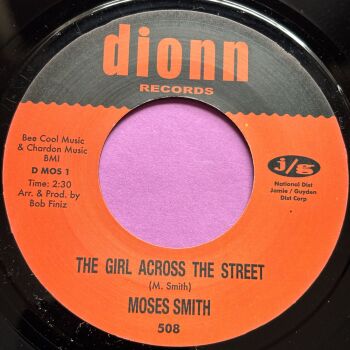 dionn
RECORDS
Bee Cool Music
& Chardon Music
BMI
D MOS 1
Time: 2:30
Arr. & Prod. by
Bob Finiz
j/g
National Dist
Jamie / Guyden
Dist Corp
THE GIRL ACROSS THE STREET
(M. Smith)
MOSES SMITH
508